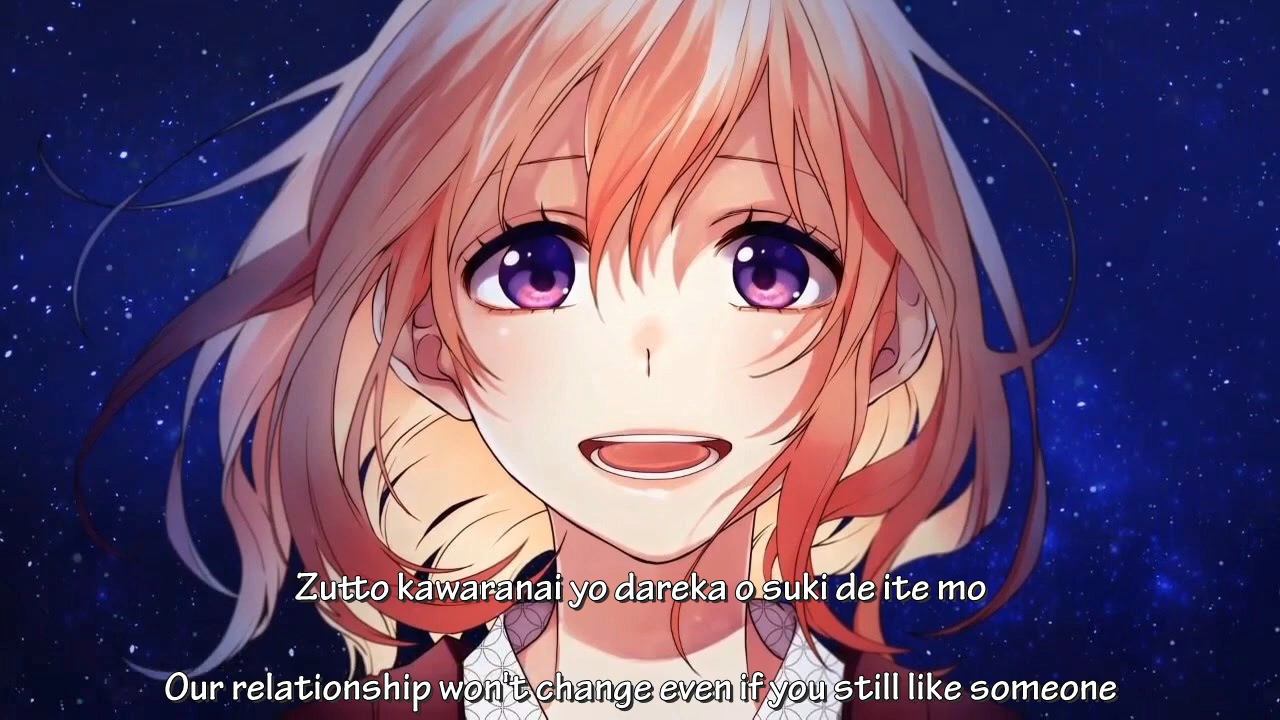 Zutto kawaranai yo dareka o suki de ite mo
Our relationship won't change even if you still like someone